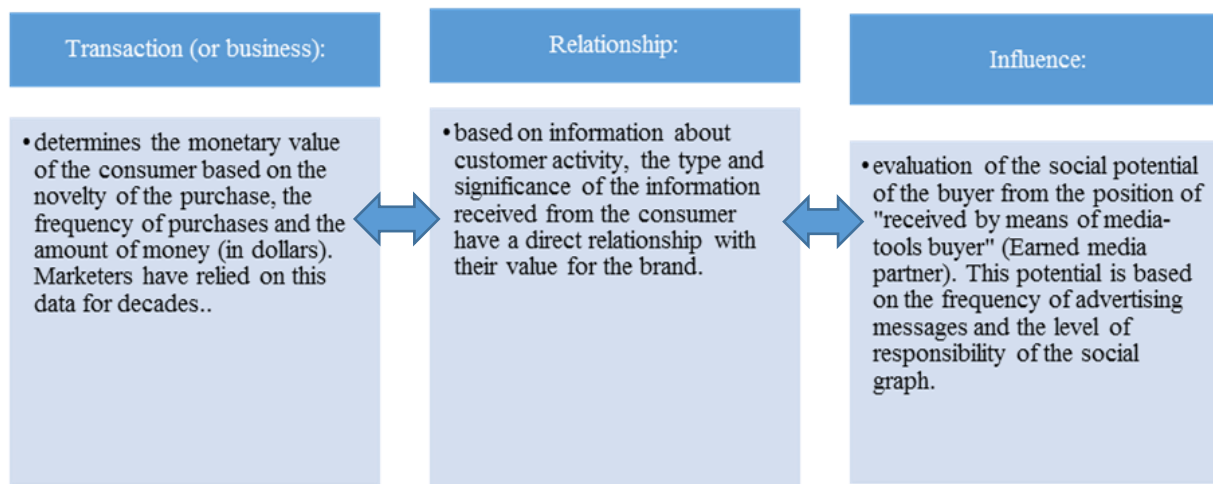 Transaction (or business):
•determines the monetary value
of the consumer based on the
novelty of the purchase, the
frequency of purchases and the
amount of money (in dollars).
Marketers have relied on this
data for decades..
Relationship:
•based on information about
customer activity, the type and
significance of the information
received from the consumer
have a direct relationship with
their value for the brand.
Influence:
•evaluation of the social potential
of the buyer from the position of
"received by means of media-
tools buyer" (Earned media
partner). This potential is based
on the frequency of advertising
messages and the level of
responsibility of the social
graph.